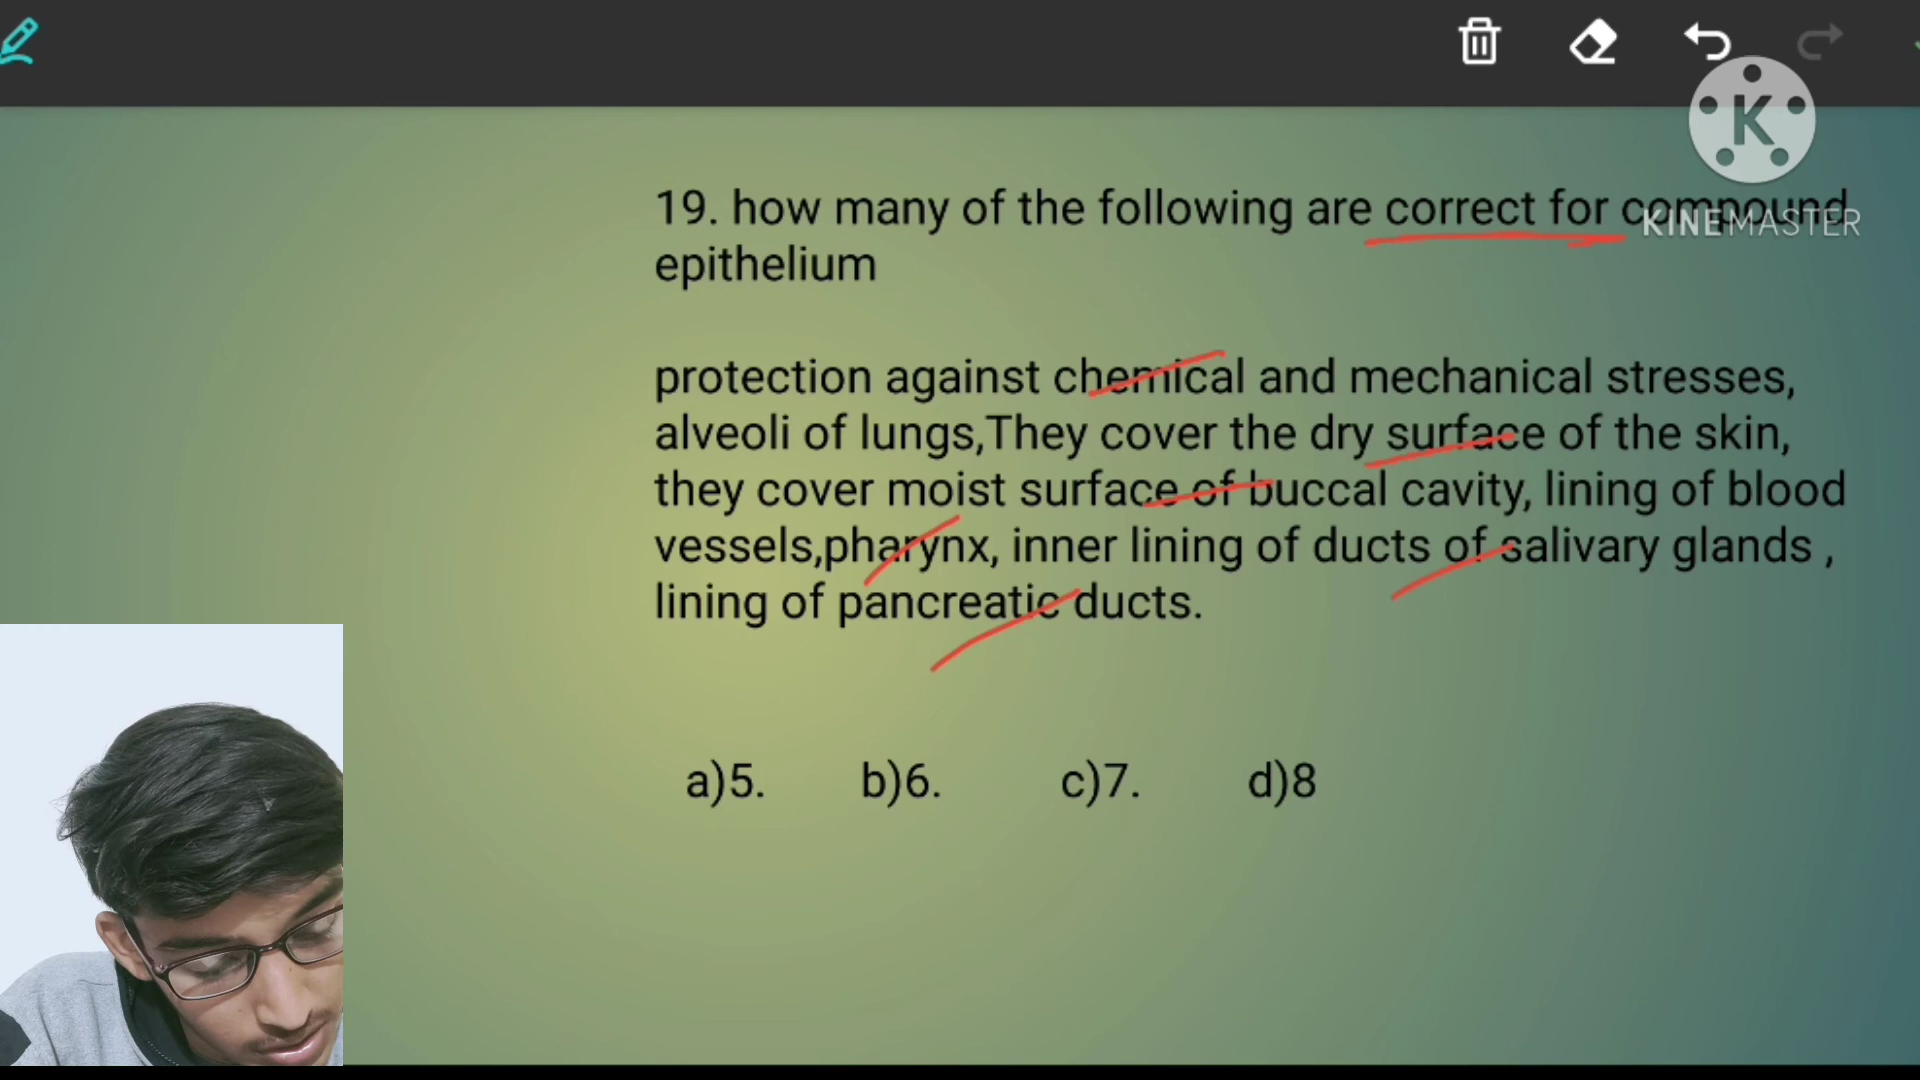 19. how many of the following are correct for compound
KINEMASTER
epithelium
protection against chemical and mechanical stresses,
alveoli of lungs,They cover the dry surface of the skin,
they cover moist surface of buccal cavity, lining of blood
vessels,pharynx, inner lining of ducts of salivary glands ,
lining of pancreatic ducts.
a)5. b)6. c)7. d)8
K